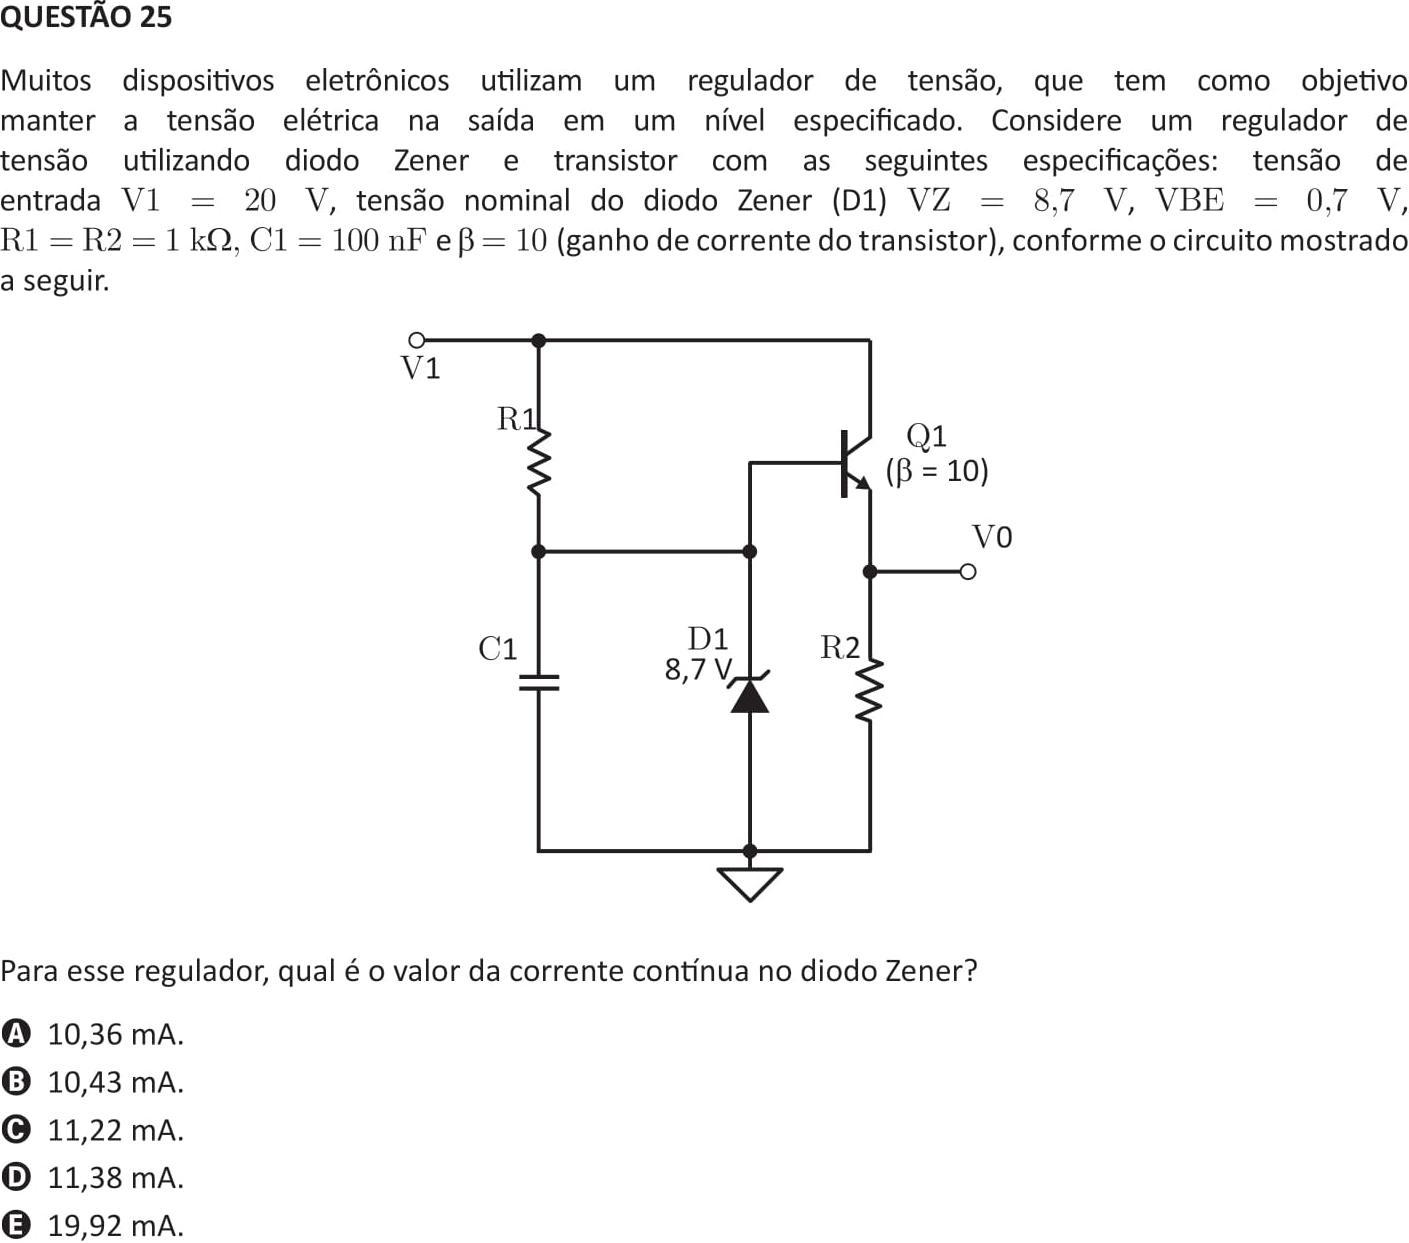 QUESTÃO 25
Muitos dispositivos eletrônicos utilizam um regulador de tensão, que tem como objetivo
manter a tensão elétrica na saída em um nível especificado. Considere um regulador de
tensão utilizando diodo Zener e transistor com as seguintes especificações: tensão de
entrada V1 = 20 V, tensão nominal do diodo Zener (D1) VZ = 8,7 V, VBE = 0,7 V,
R1 = R2 = 1 kΩ, C1 = 100 nF e β = 10 (ganho de corrente do transistor), conforme o circuito mostrado
a seguir.
V1
R1
Q1
(β = 10)
V0
C1
D1
8,7 V
R2
Para esse regulador, qual é o valor da corrente contínua no diodo Zener?
A 10,36 mA.
B 10,43 mA.
C 11,22 mA.
D 11,38 mA.
E 19,92 mA.